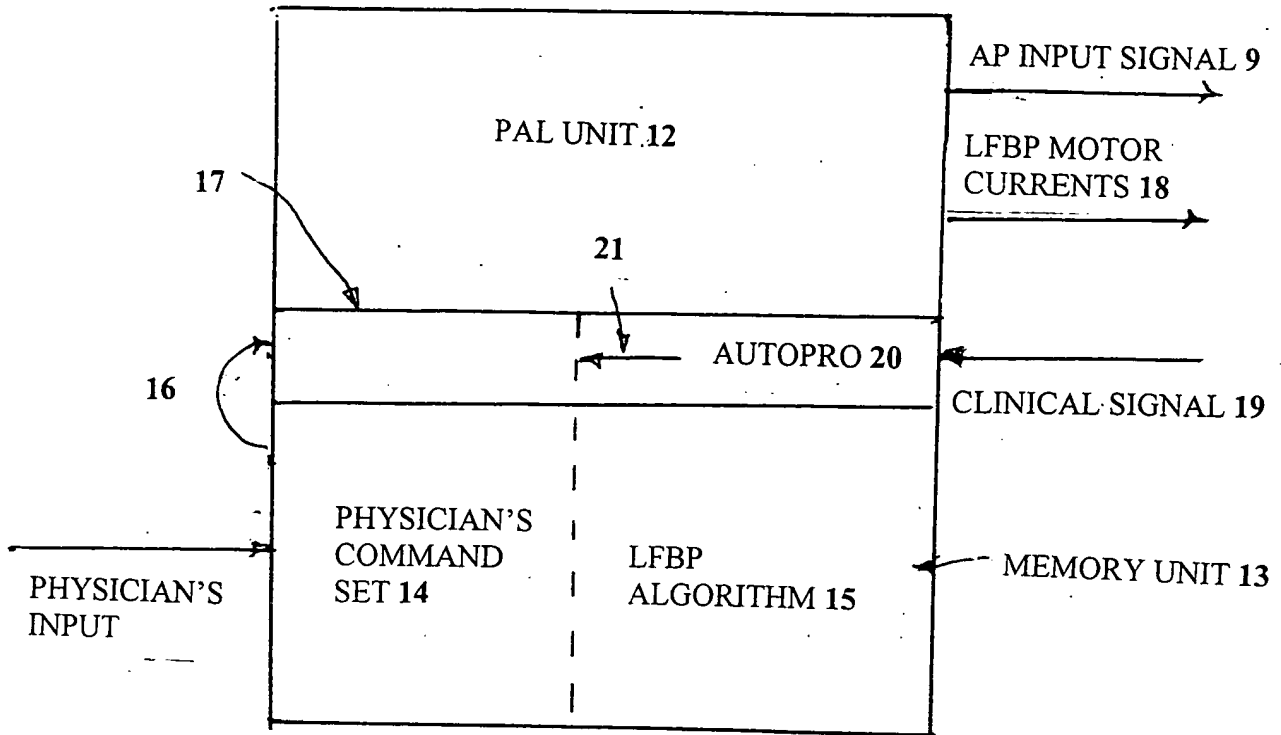 AP INPUT SIGNAL 9
PAL UNIT 12
LFBP MOTOR
CURRENTS 18
17
21
AUTOPRO 20
16
CLINICAL SIGNAL 19
PHYSICIAN'S
COMMAND
SET 14
LFBP
ALGORITHM 15
MEMORY UNIT 13
PHYSICIAN'S
INPUT